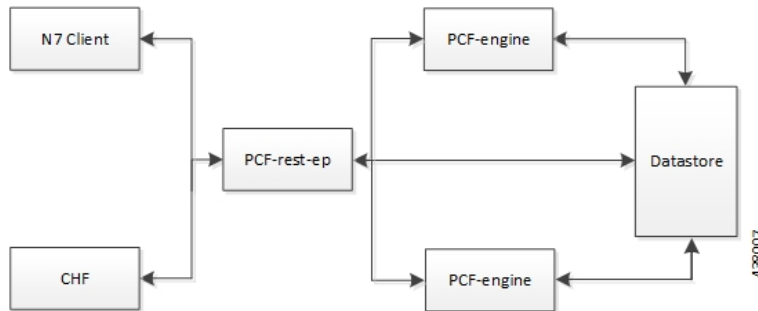 N7 Client
PCF-engine
PCF-rest-ep
Datastore
CHF
PCF-engine